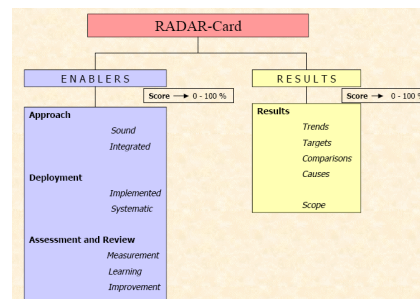 RADAR-Card
ENABLERS
RESULTS
Score → 0 - 100 %
Score → 0 - 100 %
Approach
Sound
Integrated
Deployment
Implemented
Systematic
Assessment and Review
Measurement
Learning
Improvement
Results
Trends
Targets
Comparisons
Causes
Scope